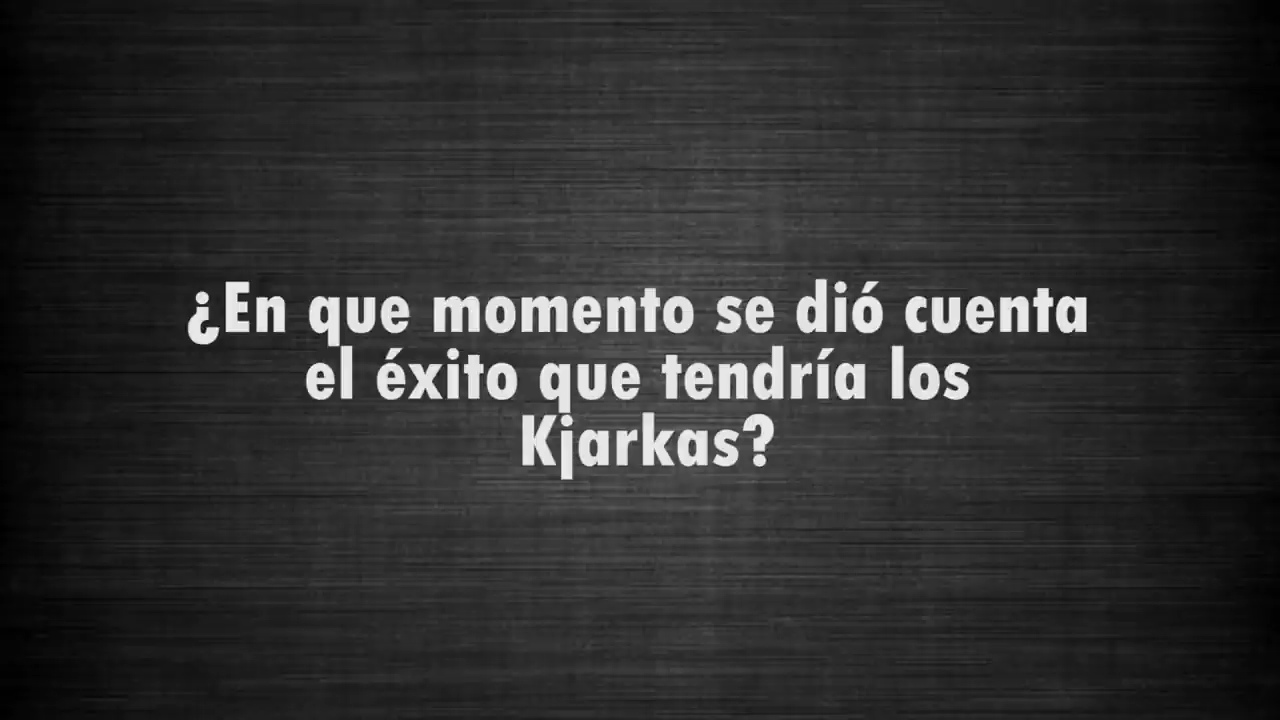 ¿En que momento se dió cuenta
el éxito que tendría los
Kjarkas?